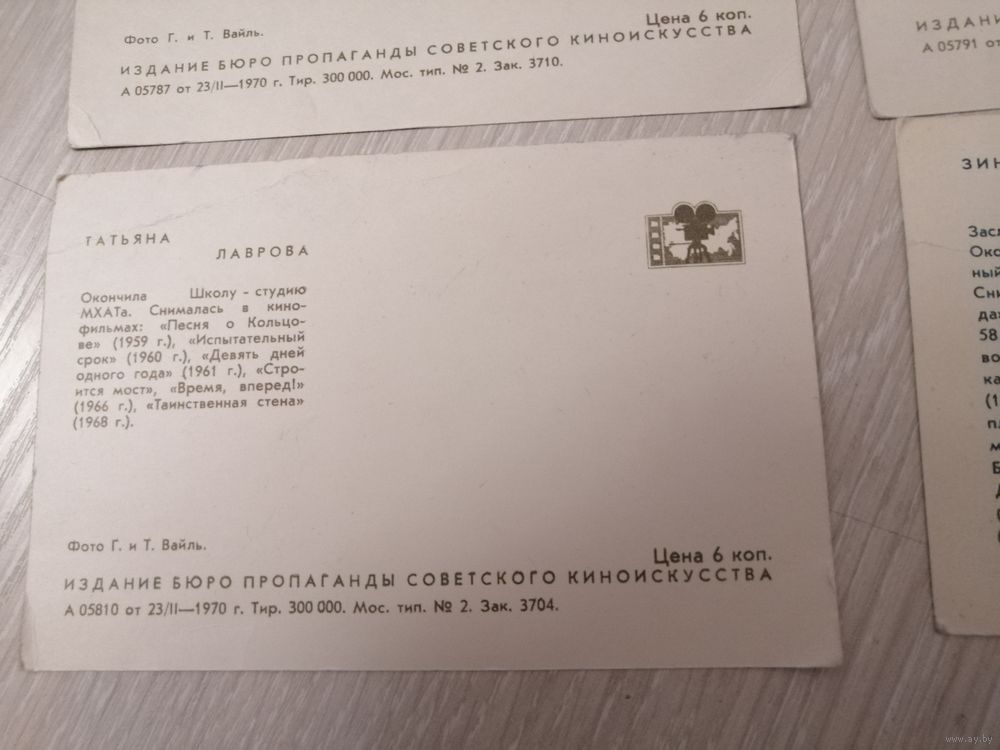 Фото Г. и Т. Вайль.
Цена 6 коп.
ИЗДАНИЕ БЮРО ПРОПАГАНДЫ СОВЕТСКОГО КИНОИСКУССТВА
А 05787 от 23/II—1970 г. Тир. 300 000. Мос. тип. № 2. Зак. 3710.
ИЗДАНИ
А 05791 от
ТАТЬЯНА
ЛАВРОВА
Окончила Школу - студию
МХАТа. Снималась в кино-
фильмах: «Песня о Кольцо-
ве» (1959 г.), «Испытательный
срок» (1960 г.), «Девять дней
одного года» (1961 г.), «Стро-
ится мост», «Время, вперед!»
(1966 г.), «Таинственная стена»
(1968 г.).
Фото Г. и Т. Вайль.
Цена 6 коп.
ИЗДАНИЕ БЮРО ПРОПАГАНДЫ СОВЕТСКОГО КИНОИСКУССТВА
А 05810 от 23/II—1970 г. Тир. 300 000. Мос. тип. № 2. Зак. 3704.
ЗИН
Засл
Око
ный
Сни
да»
58
во
ка
(1
пл
м
www.ay.by